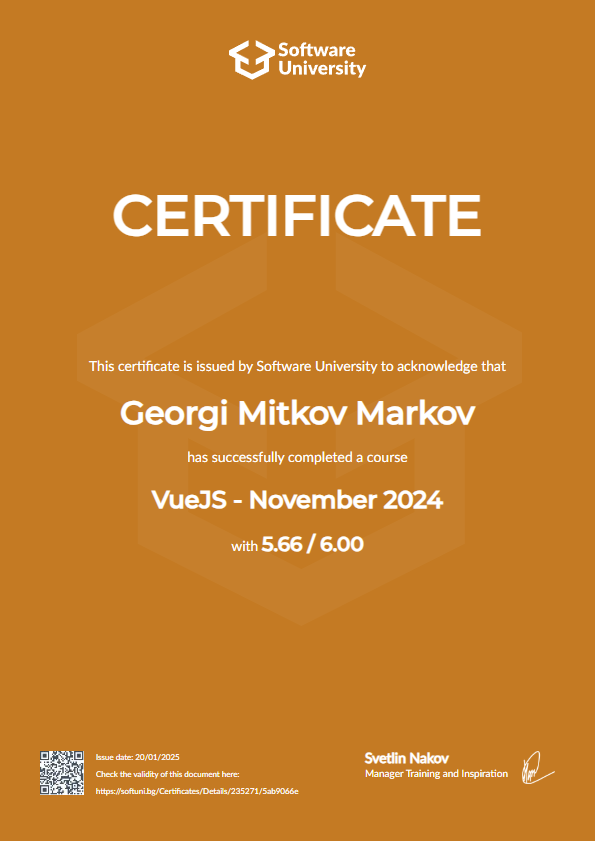 Software
University
CERTIFICATE
This certificate is issued by Software University to acknowledge that
Georgi Mitkov Markov
has successfully completed a course
VueJS - November 2024
with 5.66 / 6.00
Issue date: 20/01/2025
Check the validity of this document here:
https://softuni.bg/Certificates/Details/235271/5ab9066e
Svetlin Nakov
Manager Training and Inspiration